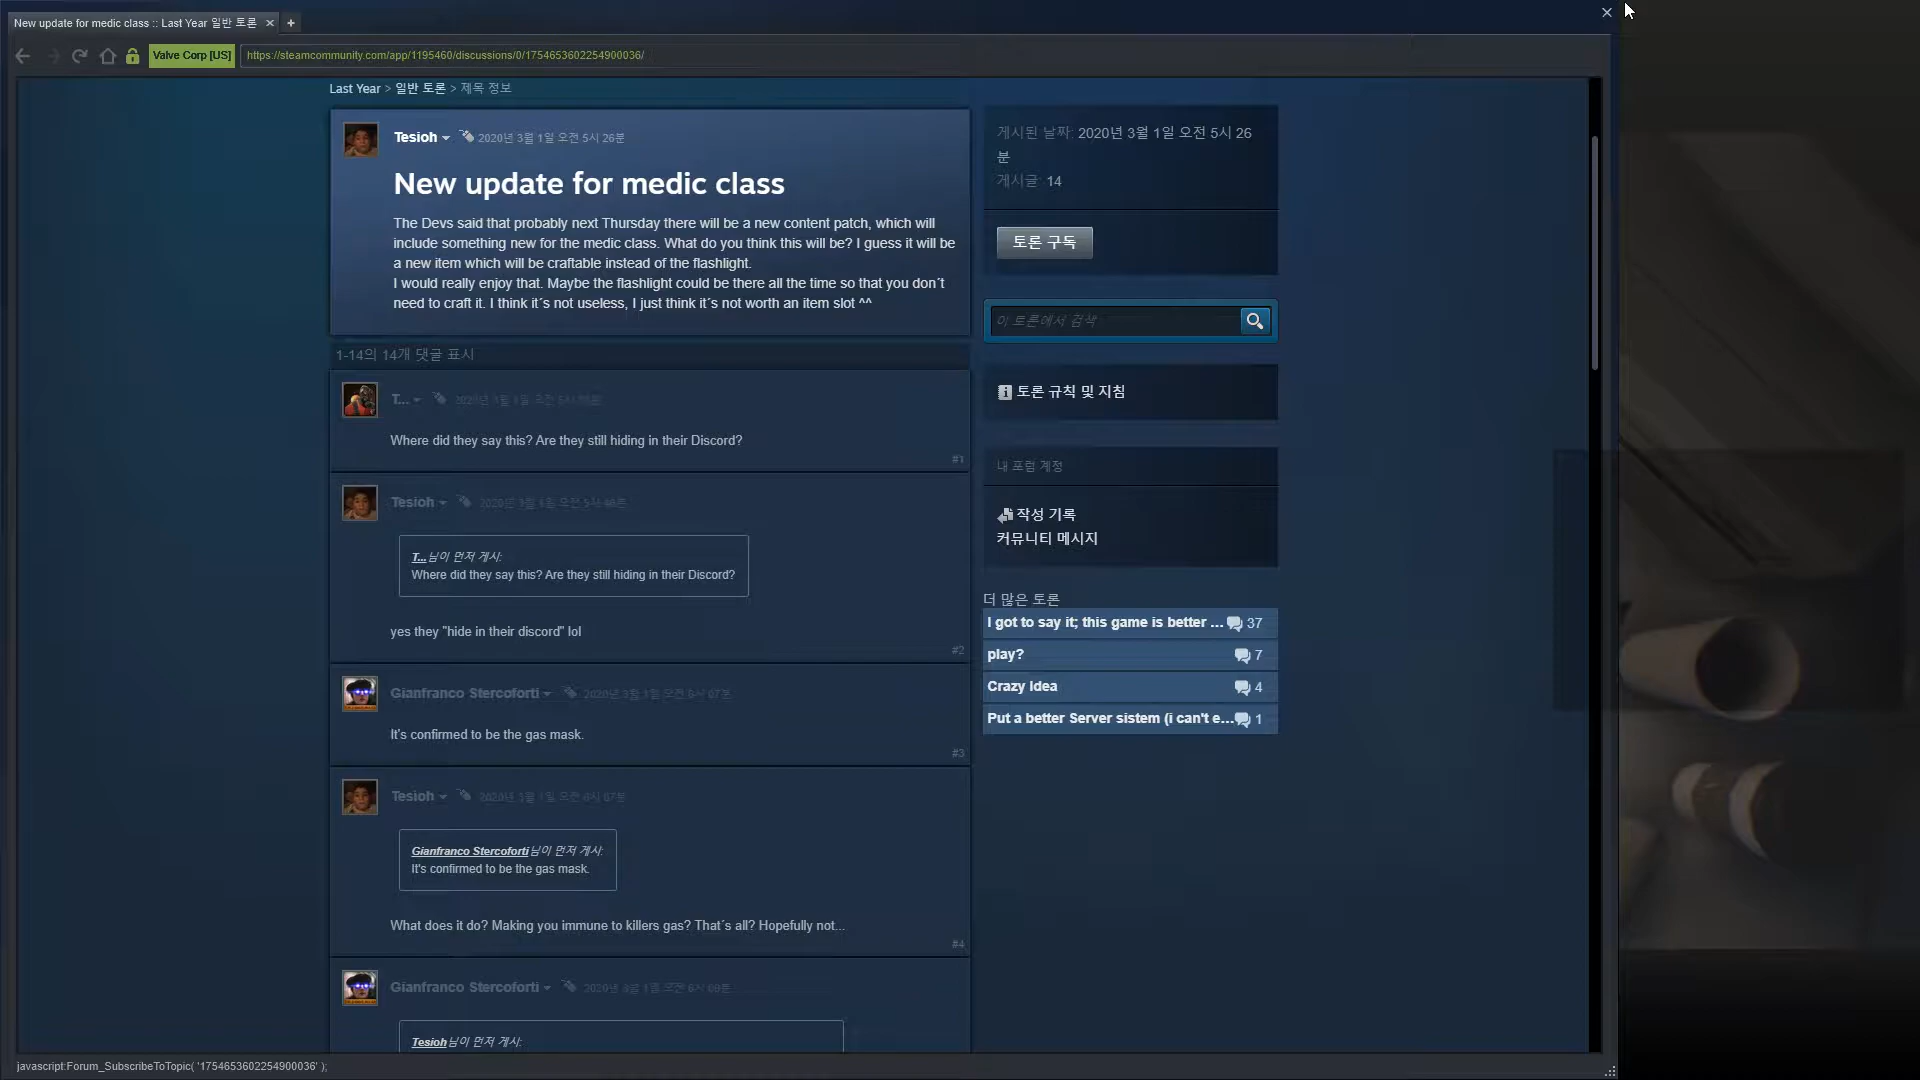 New update for medic class :: Last Year 일반 토론
Valve Corp [US]
https://steamcommunity.com/app/1195460/discussions/0/1754653602254900036/
Last Year > 일반 토론 > 제목 정보
Tesioh 2020년 3월 1일 오전 5시 26분
New update for medic class
The Devs said that probably next Thursday there will be a new content patch, which will
include something new for the medic class. What do you think this will be? I guess it will be
a new item which will be craftable instead of the flashlight.
I would really enjoy that. Maybe the flashlight could be there all the time so that you don´t
need to craft it. I think it´s not useless, I just think it´s not worth an item slot ^^
1-14의 14개 댓글 표시
T...
Where did they say this? Are they still hiding in their Discord?
#1
Tesioh
T...님이 먼저 게시:
Where did they say this? Are they still hiding in their Discord?
yes they "hide in their discord" lol
#2
Gianfranco Stercoforti
It's confirmed to be the gas mask.
#3
Tesioh
Gianfranco Stercoforti님이 먼저 게시:
It's confirmed to be the gas mask.
What does it do? Making you immune to killers gas? That´s all? Hopefully not...
#4
Gianfranco Stercoforti
Tesioh님이 먼저 게시:
게시된 날짜: 2020년 3월 1일 오전 5시 26
분
게시글: 14
토론 구독
이 토론에서 검색
토론 규칙 및 지침
내 포럼 계정
작성 기록
커뮤니티 메시지
더 많은 토론
I got to say it; this game is better ... 37
play? 7
Crazy idea 4
Put a better Server sistem (i can't e... 1
javascript:Forum_SubscribeToTopic( '1754653602254900036' );